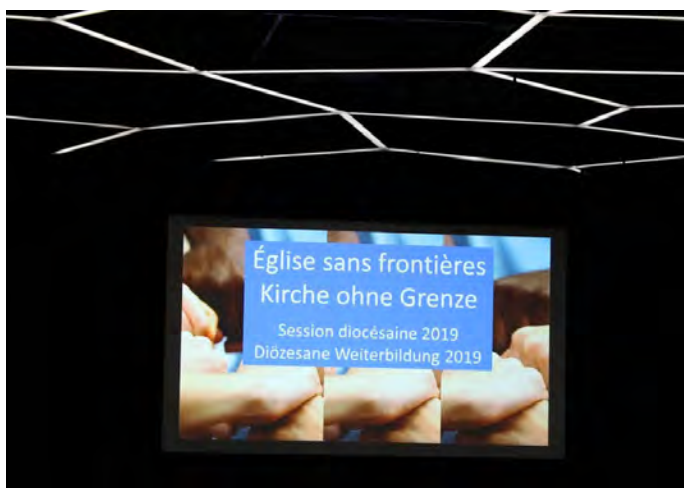 Église sans frontières
Kirche ohne Grenze
Session diocésaine 2019
Diözesane Weiterbildung 2019